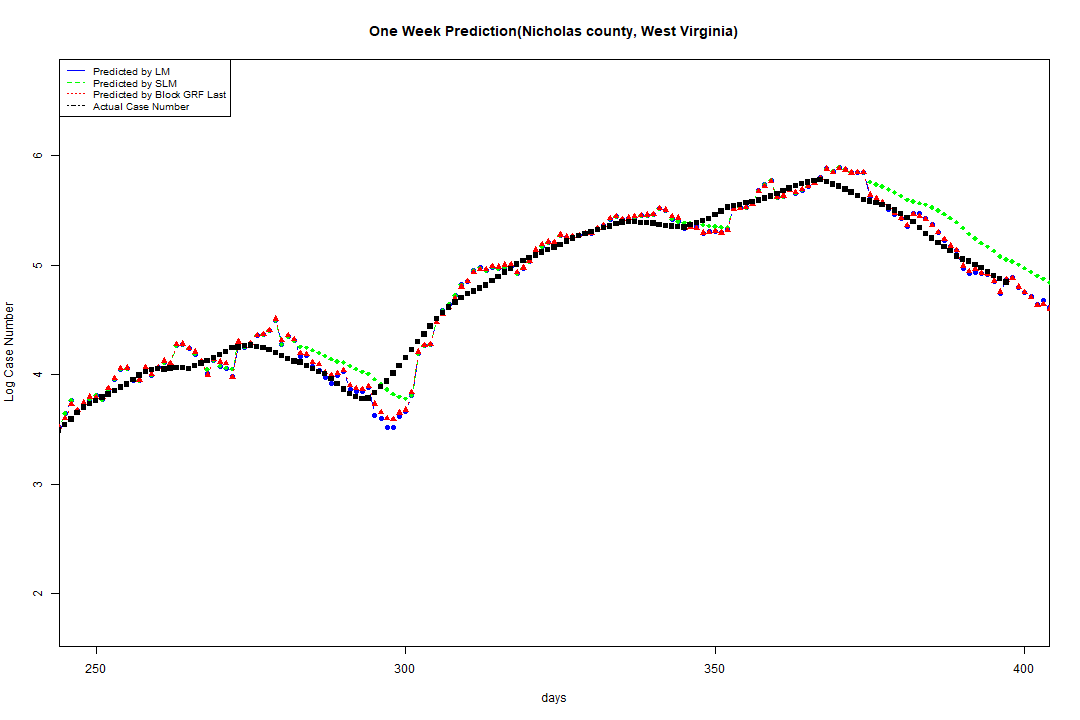 One Week Prediction(Nicholas county, West Virginia)
Predicted by LM
Predicted by SLM
Predicted by Block GRF Last
Actual Case Number
6
5
4
3
2
Log Case Number
250 300 350 400
days